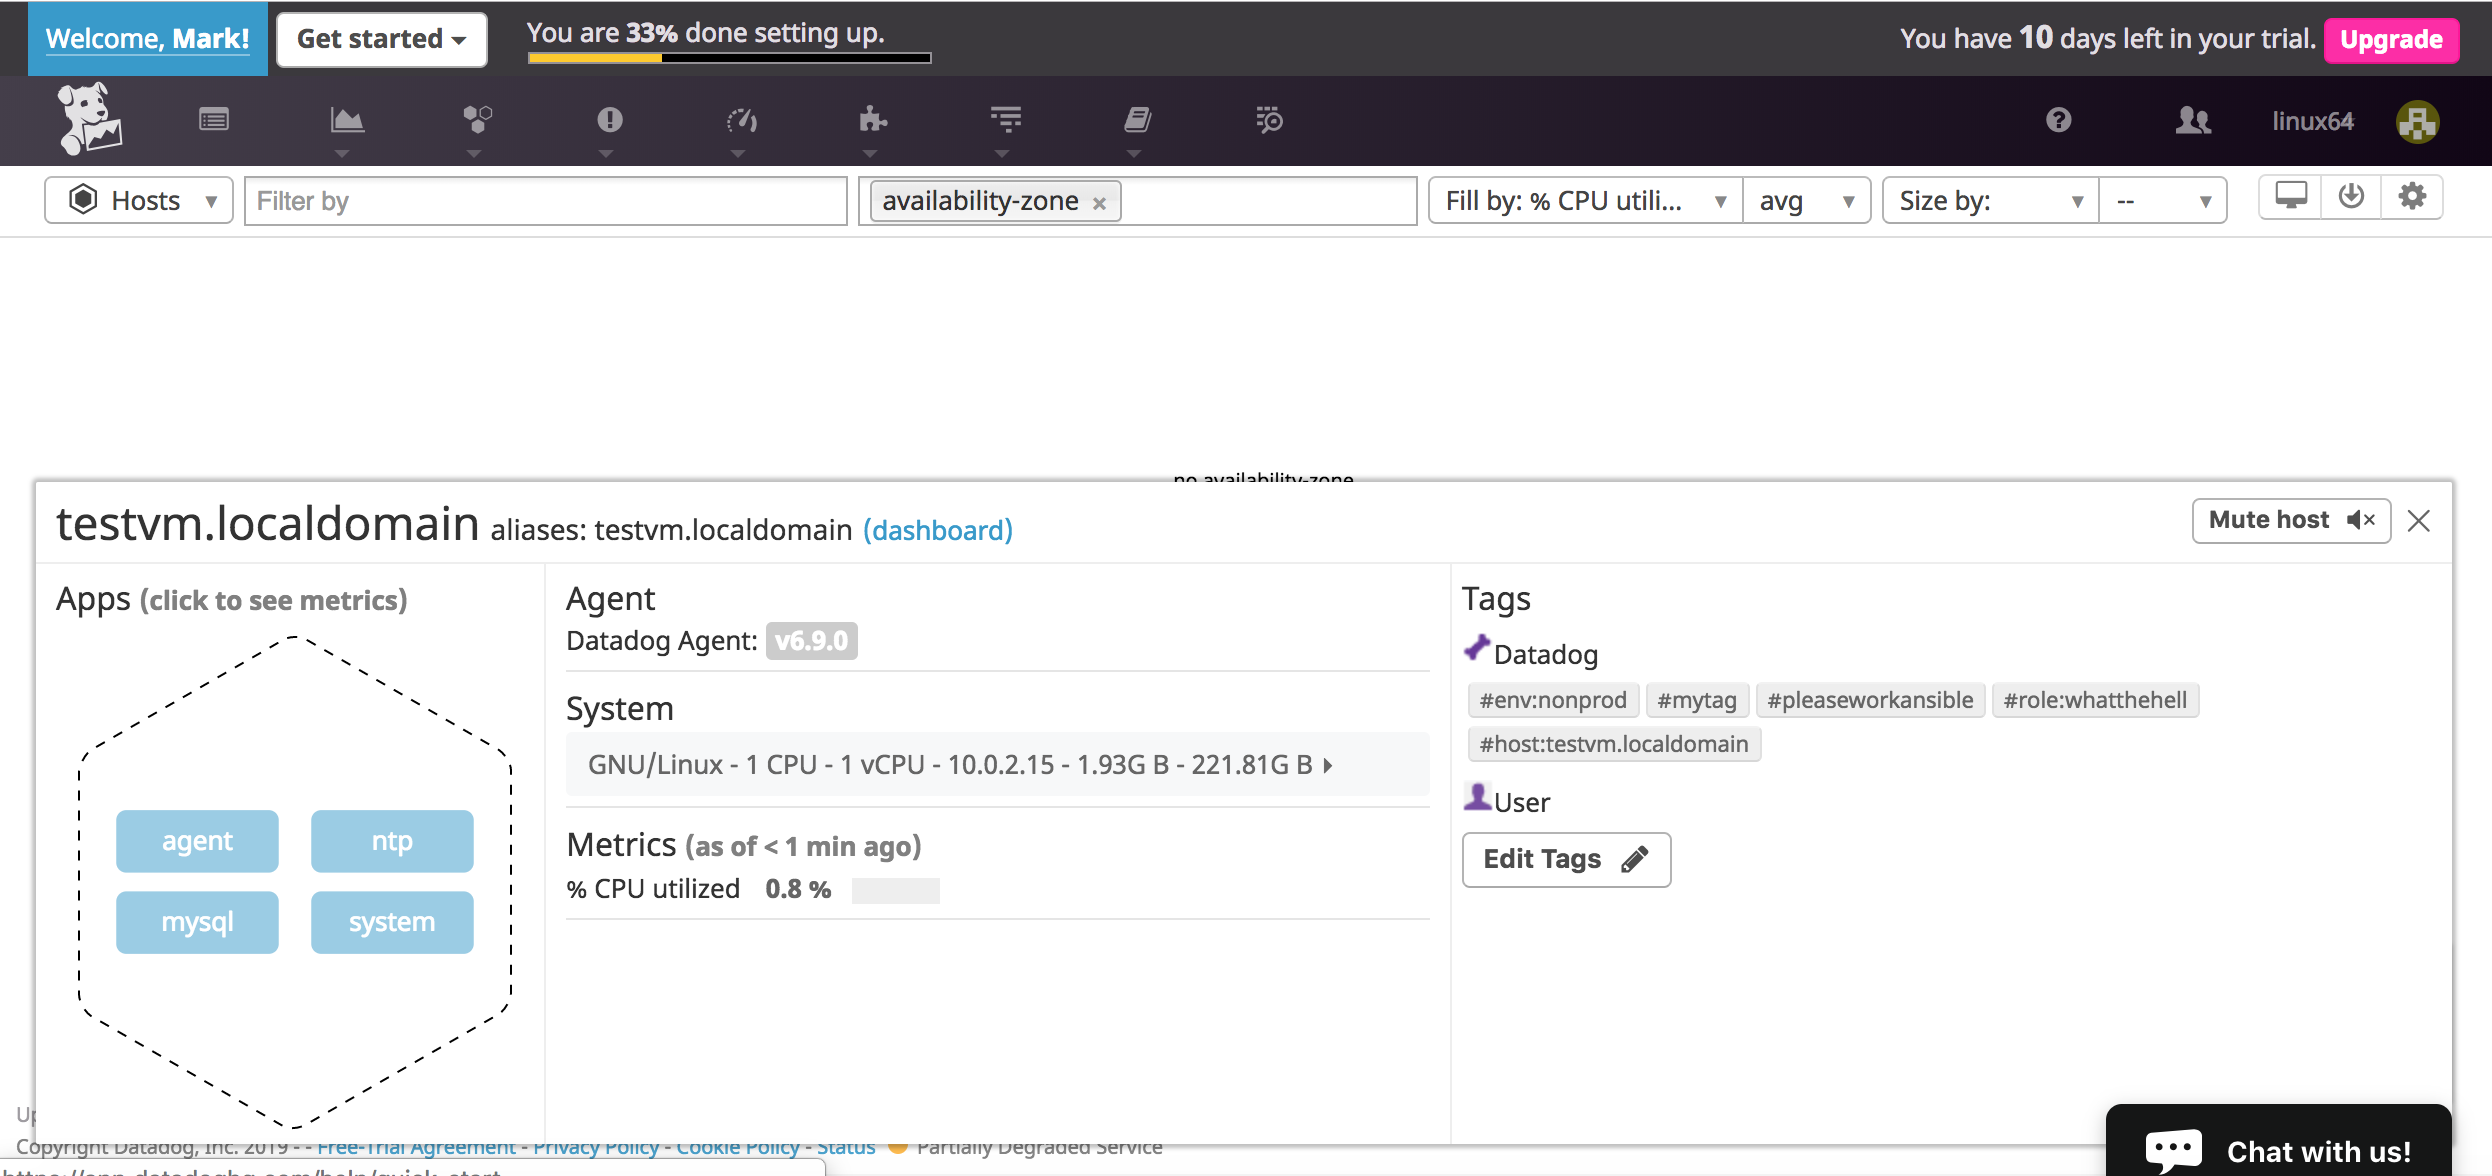 Welcome, Mark!
Get started
You are 33% done setting up.
You have 10 days left in your trial.
Upgrade
linux64
Hosts
Filter by
availability-zone ×
Fill by: % CPU utili...
avg
Size by:
--
no availability-zone
testvm.localdomain aliases: testvm.localdomain (dashboard)
Mute host
Apps (click to see metrics)
agent
ntp
mysql
system
Agent
Datadog Agent: v6.9.0
System
GNU/Linux - 1 CPU - 1 vCPU - 10.0.2.15 - 1.93G B - 221.81G B
Metrics (as of < 1 min ago)
% CPU utilized 0.8 %
Tags
Datadog
#env:nonprod #mytag #pleaseworkansible #role:whatthehell
#host:testvm.localdomain
User
Edit Tags
Copyright Datadog, Inc. 2019 - - Free-Trial Agreement - Privacy Policy - Cookie Policy - Status Partially Degraded Service
https://app.datadoghq.com/help/quick_start
Chat with us!